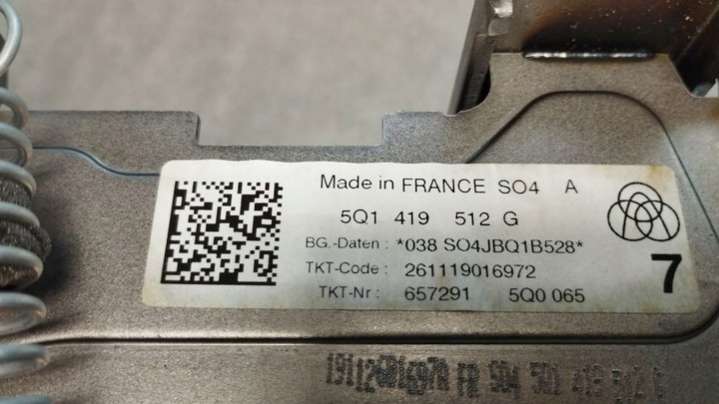 Made in FRANCE SO4 A
5Q1 419 512 G
BG.-Daten : *038 SO4JBQ1B528*
TKT-Code : 261119016972
TKT-Nr : 657291 5Q0 065
7